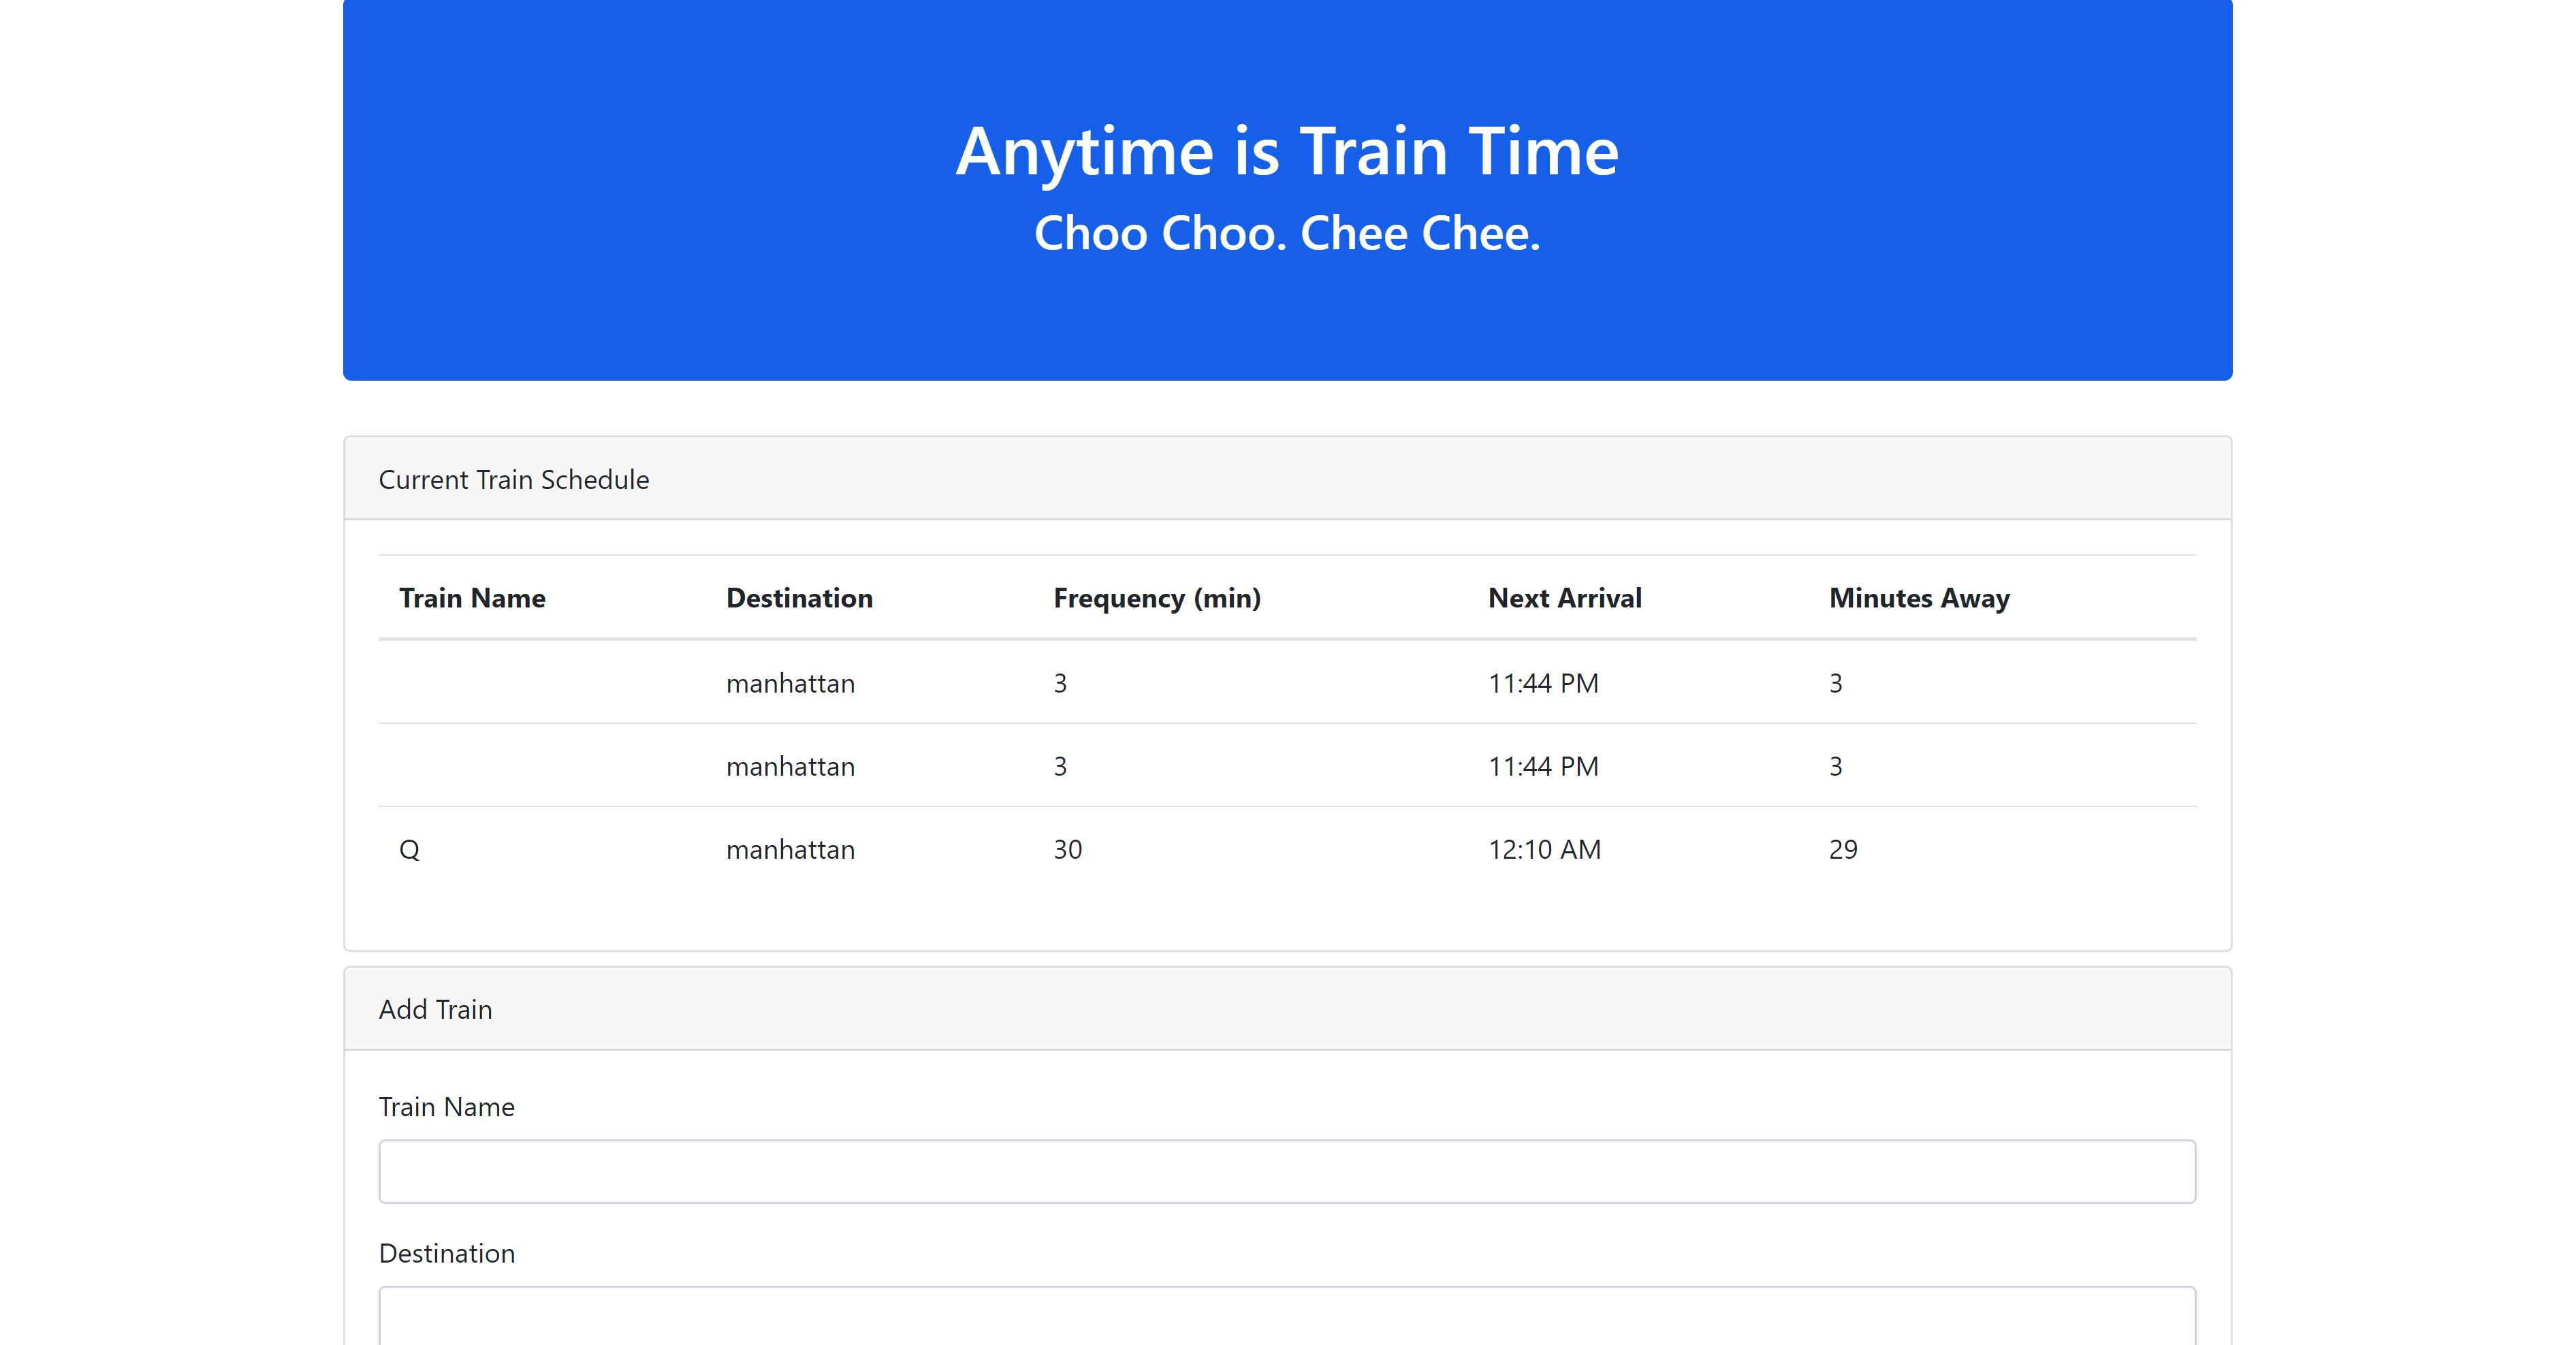 Anytime is Train Time
Choo Choo. Chee Chee.
Current Train Schedule
Train Name Destination Frequency (min) Next Arrival Minutes Away
manhattan 3 11:44 PM 3
manhattan 3 11:44 PM 3
Q manhattan 30 12:10 AM 29
Add Train
Train Name
Destination